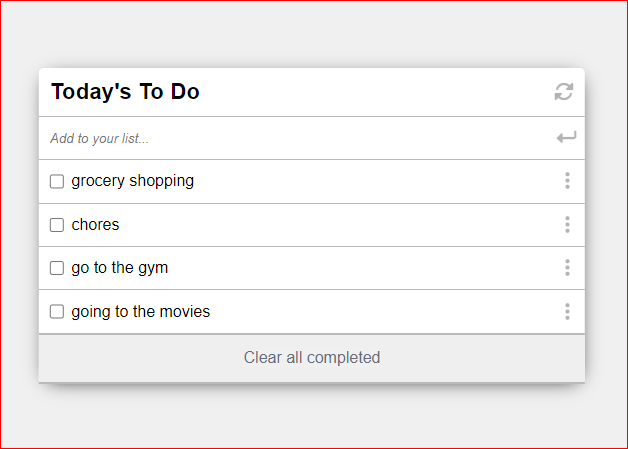 Today's To Do
Add to your list...
grocery shopping
chores
go to the gym
going to the movies
Clear all completed